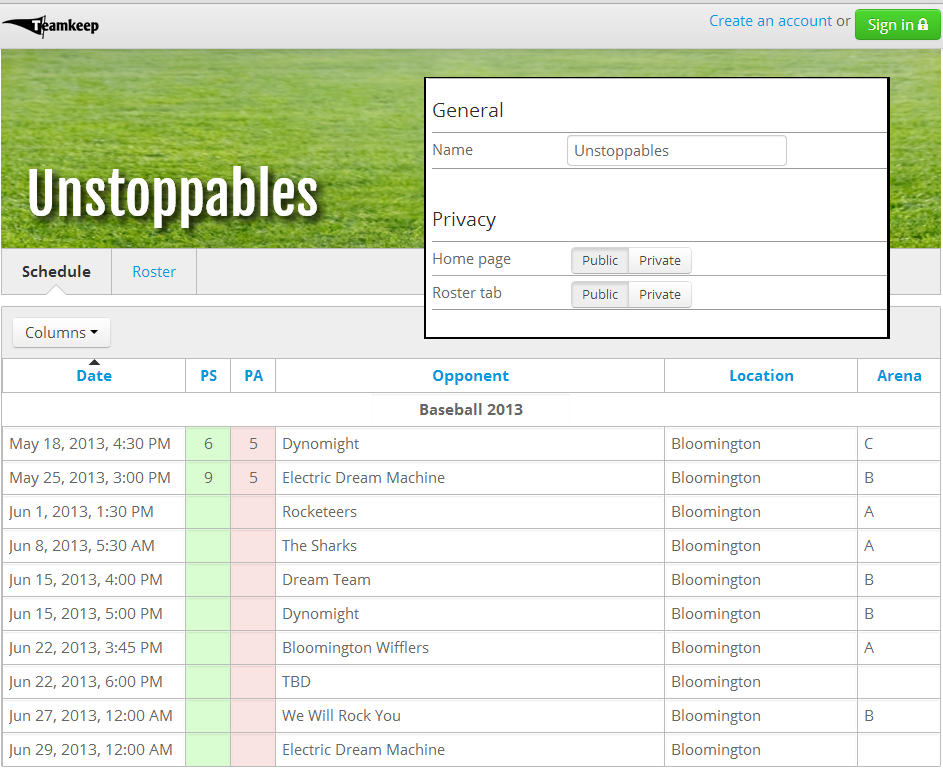 Teamkeep
Create an account or Sign in
General
Name Unstoppables
Unstoppables
Privacy
Home page Public Private
Roster tab Public Private
Schedule Roster
Columns
Date PS PA Opponent Location Arena
Baseball 2013
May 18, 2013, 4:30 PM 6 5 Dynomight Bloomington C
May 25, 2013, 3:00 PM 9 5 Electric Dream Machine Bloomington B
Jun 1, 2013, 1:30 PM Rocketeers Bloomington A
Jun 8, 2013, 5:30 AM The Sharks Bloomington A
Jun 15, 2013, 4:00 PM Dream Team Bloomington B
Jun 15, 2013, 5:00 PM Dynomight Bloomington B
Jun 22, 2013, 3:45 PM Bloomington Wifflers Bloomington A
Jun 22, 2013, 6:00 PM TBD Bloomington
Jun 27, 2013, 12:00 AM We Will Rock You Bloomington B
Jun 29, 2013, 12:00 AM Electric Dream Machine Bloomington